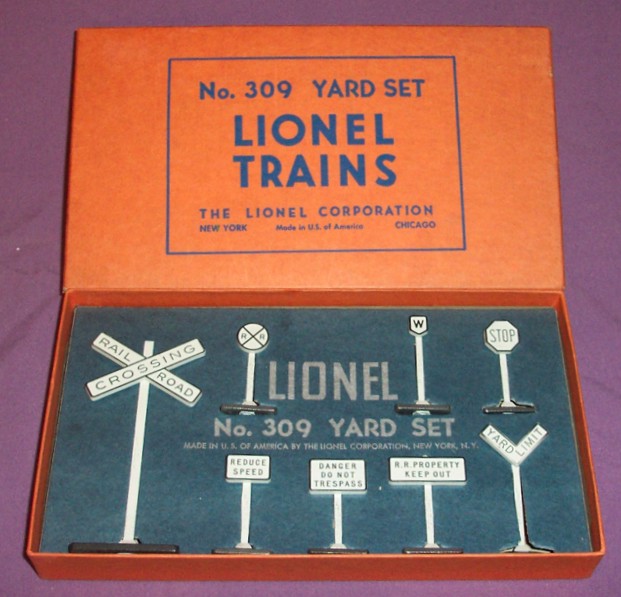 No. 309 YARD SET
LIONEL
TRAINS
THE LIONEL CORPORATION
NEW YORK Made in U.S. of America CHICAGO
RAIL ROAD
CROSSING
R R
W
STOP
LIONEL
No. 309 YARD SET
MADE IN U.S. OF AMERICA BY THE LIONEL CORPORATION, NEW YORK, N.Y.
YARD LIMIT
REDUCE
SPEED
DANGER
DO NOT
TRESPASS
R.R. PROPERTY
KEEP OUT